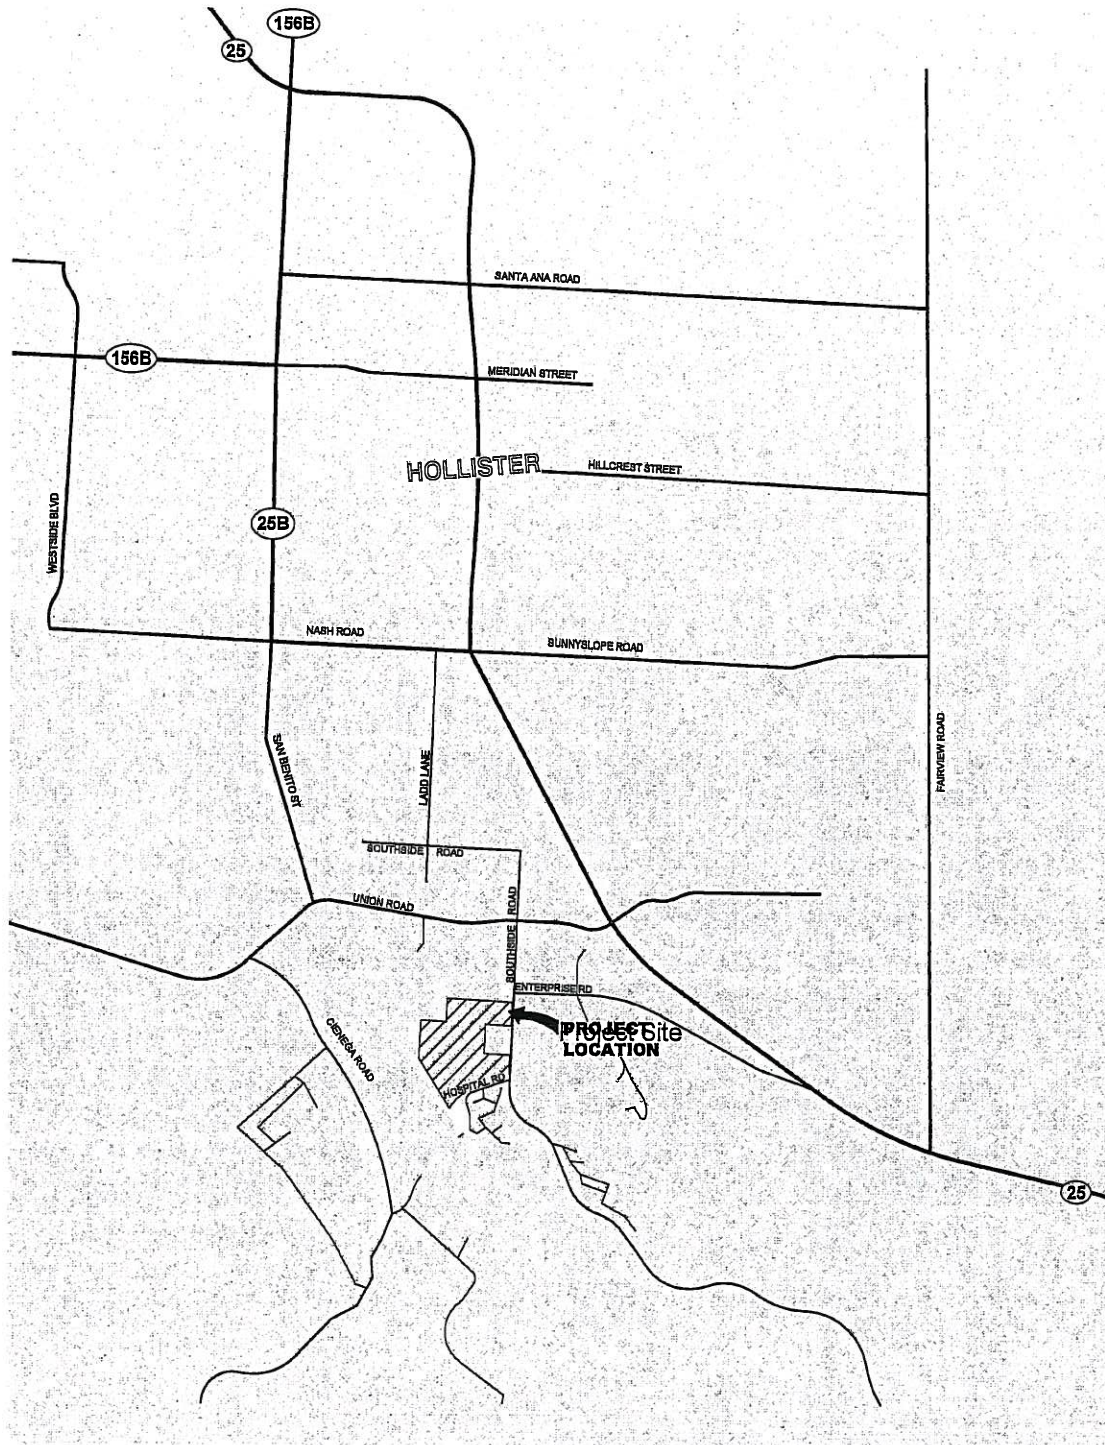 156B
25
SANTA ANA ROAD
156B
MERIDIAN STREET
HOLLISTER
HILLCREST STREET
WESTSIDE BLVD
25B
NASH ROAD
SUNNYSLOPE ROAD
FAIRVIEW ROAD
SAN BENITO ST
LADD LANE
SOUTHSIDE ROAD
UNION ROAD
SOUTHSIDE ROAD
ENTERPRISE RD
PROJECT
LOCATION
Project Site
CIENEGA ROAD
HOSPITAL RD
25